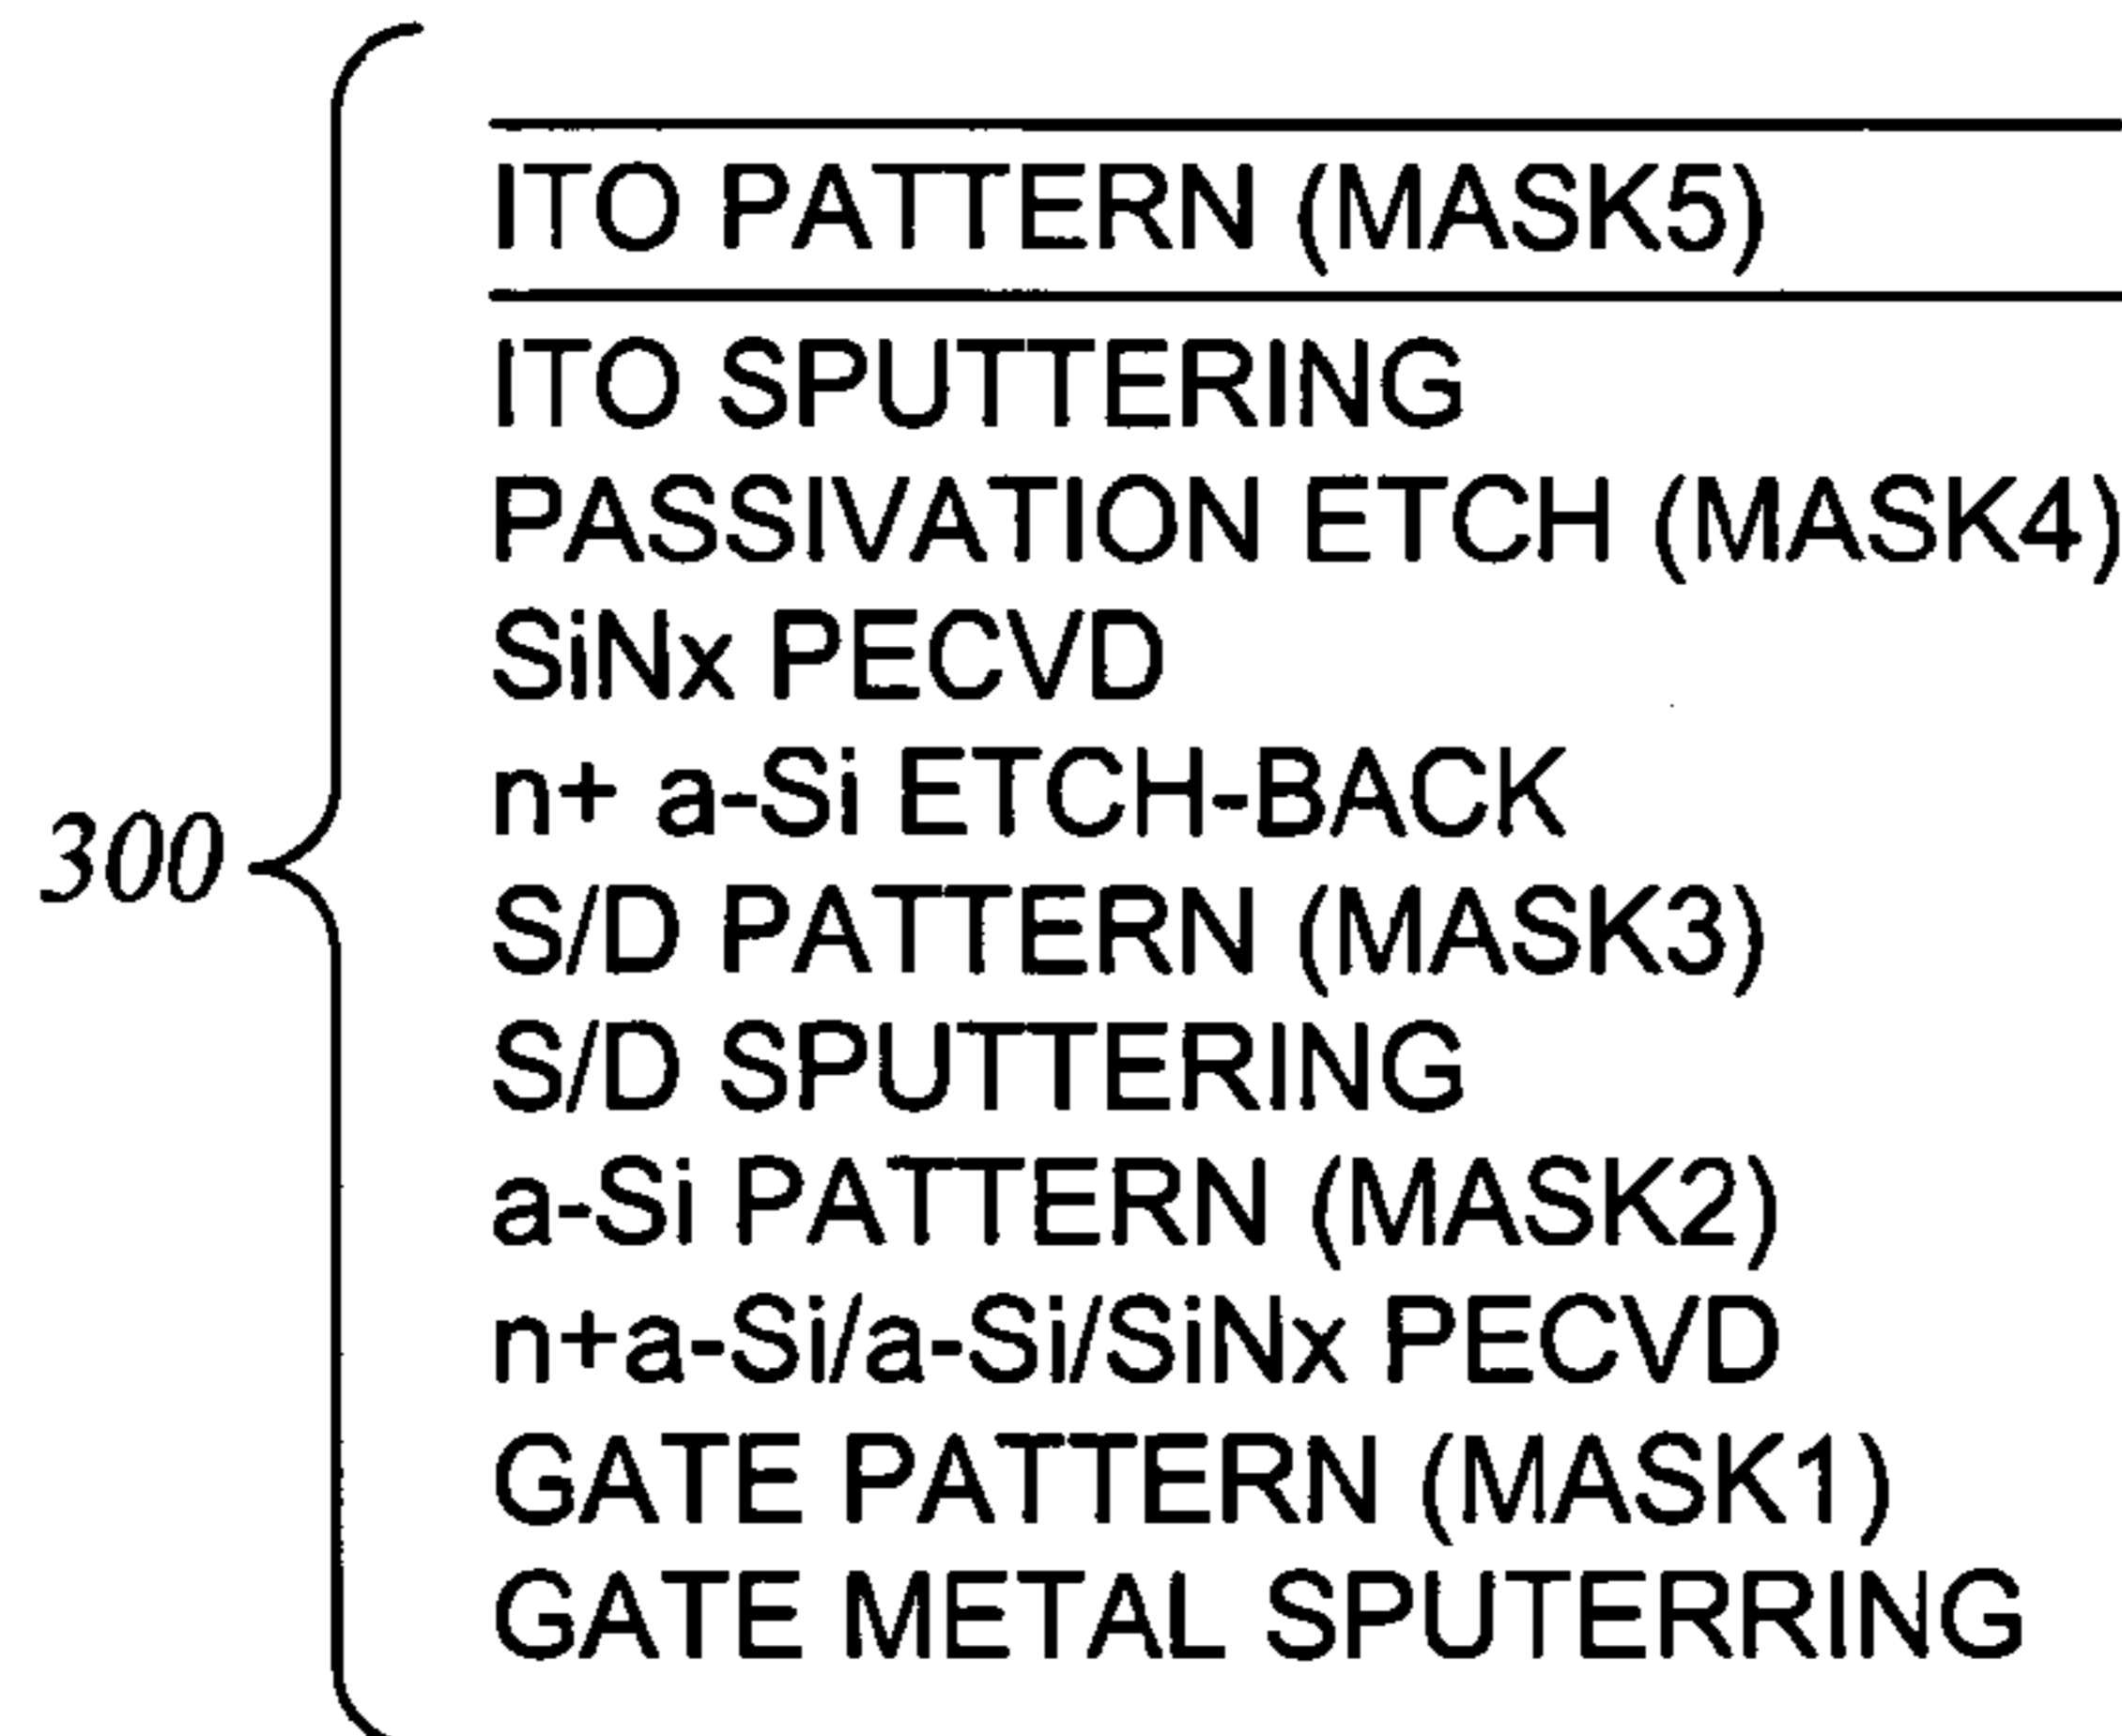 ITO PATTERN (MASK5)
ITO SPUTTERING
PASSIVATION ETCH (MASK4)
SiNx PECVD
n+ a-Si ETCH-BACK
300
S/D PATTERN (MASK3)
S/D SPUTTERING
a-Si PATTERN (MASK2)
n+a-Si/a-Si/SiNx PECVD
GATE PATTERN (MASK1)
GATE METAL SPUTERRING